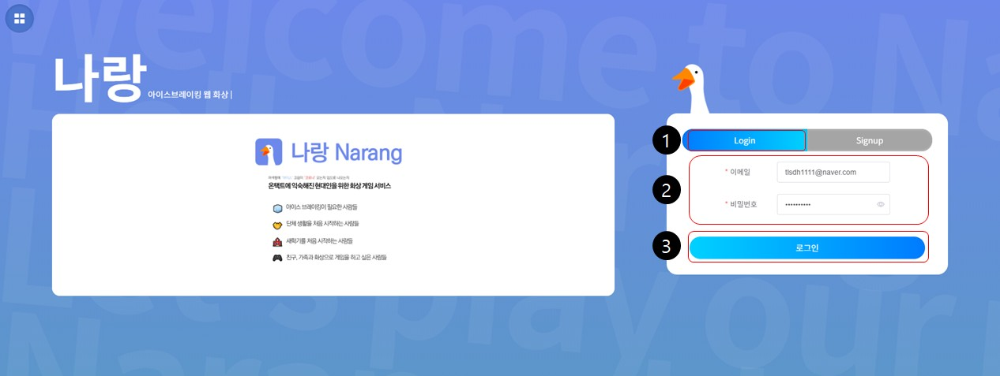 Welcome to Na
나랑
아이스브레이킹 웹 화상 |
나랑 Narang
온택트에 익숙해진 현대인을 위한 화상 게임 서비스
아이스 브레이킹이 필요한 사람들
단체 생활을 처음 시작하는 사람들
새학기를 처음 시작하는 사람들
친구, 가족과 화상으로 게임을 하고 싶은 사람들
1
Login
Signup
2
* 이메일
tlsdh1111@naver.com
* 비밀번호
••••••••••
3
로그인
Let's play your
Naran